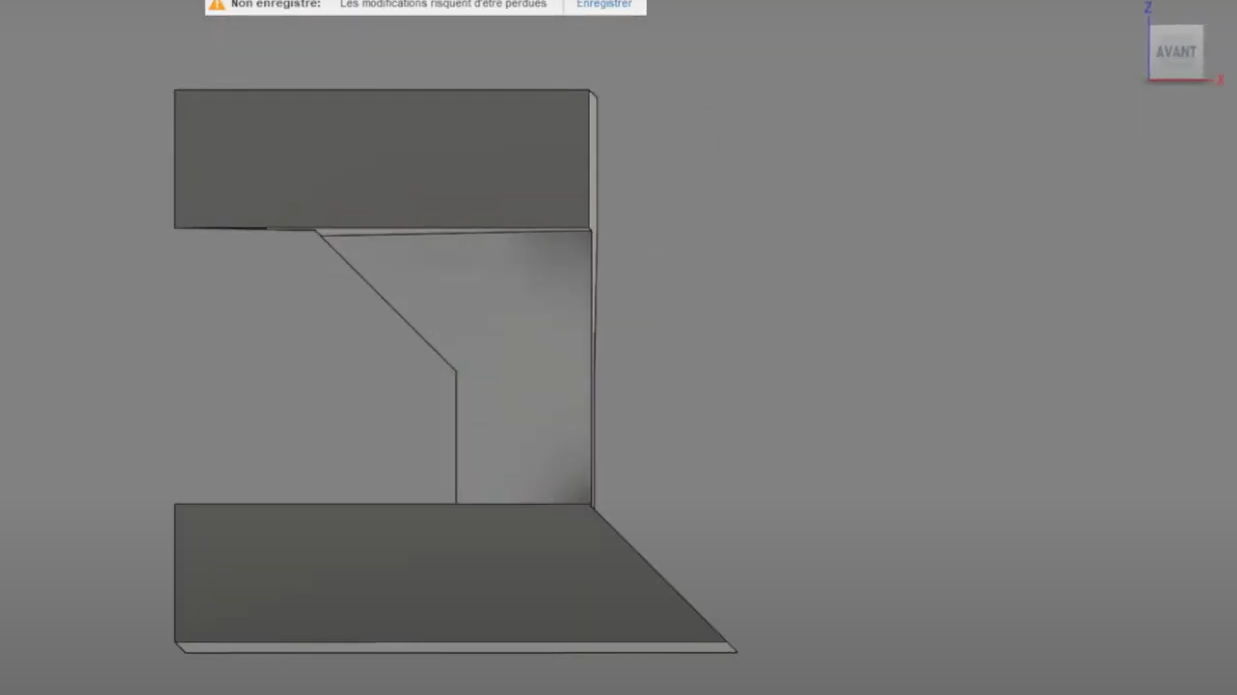 Non enregistré: Les modifications risquent d'être perdues Enregistrer
Z
AVANT
X